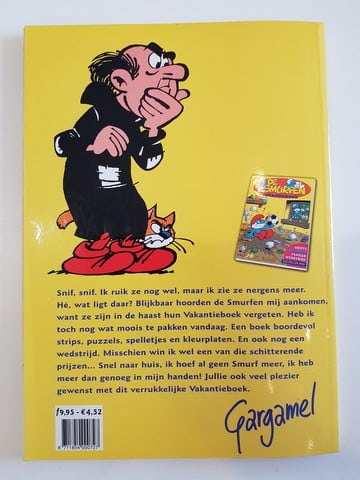 DE
SMURFEN
Snif, snif. Ik ruik ze nog wel, maar ik zie ze nergens meer.
Hé, wat ligt daar? Blijkbaar hoorden de Smurfen mij aankomen,
want ze zijn in de haast hun Vakantieboek vergeten. Heb ik
toch nog wat moois te pakken vandaag. Een boek boordevol
strips, puzzels, spelletjes en kleurplaten. En ook nog een
wedstrijd. Misschien win ik wel een van die schitterende
prijzen... Snel naar huis, ik hoef al geen Smurf meer, ik heb
meer dan genoeg in mijn handen! Jullie ook veel plezier
gewenst met dit verrukkelijke Vakantieboek.
Gargamel
ƒ9,95 - € 4,52
8 711854 000727